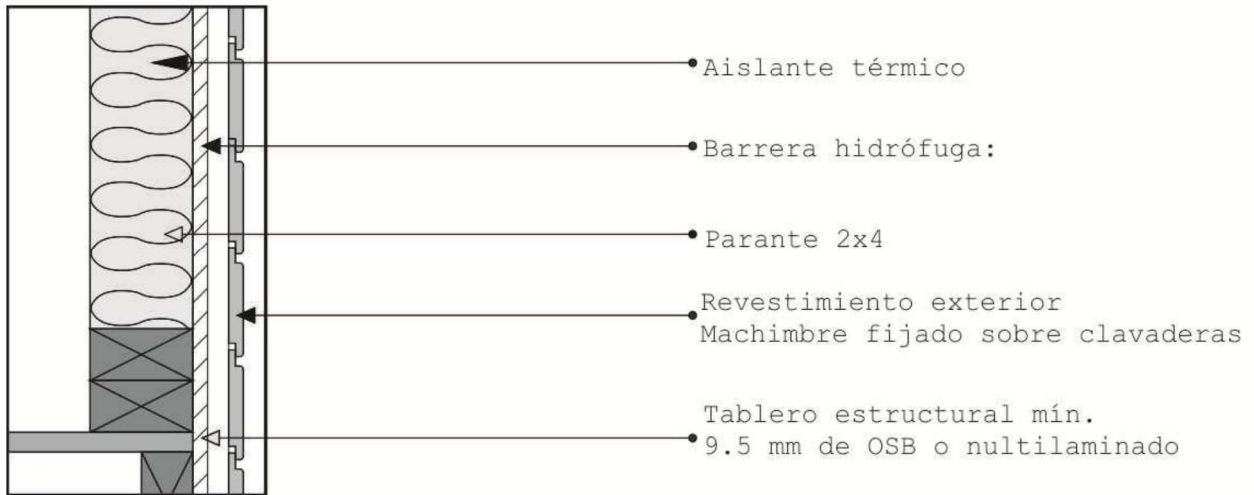 Aislante térmico
Barrera hidrófuga:
Parante 2x4
Revestimiento exterior
Machimbre fijado sobre clavaderas
Tablero estructural mín.
9.5 mm de OSB o nultilaminado